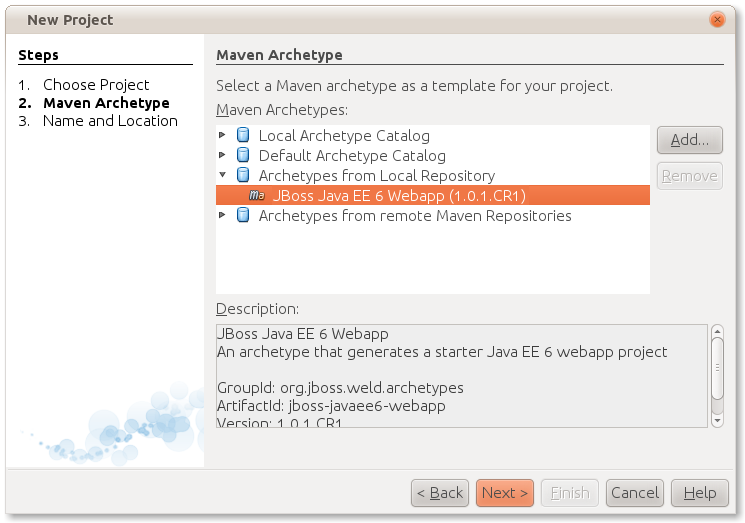 New Project
Steps
1. Choose Project
2. Maven Archetype
3. Name and Location
Maven Archetype
Select a Maven archetype as a template for your project.
Maven Archetypes:
Local Archetype Catalog
Default Archetype Catalog
Archetypes from Local Repository
ma JBoss Java EE 6 Webapp (1.0.1.CR1)
Archetypes from remote Maven Repositories
Add...
Remove
Description:
JBoss Java EE 6 Webapp
An archetype that generates a starter Java EE 6 webapp project
GroupId: org.jboss.weld.archetypes
ArtifactId: jboss-javaee6-webapp
Version: 1.0.1.CR1
< Back
Next >
Finish
Cancel
Help